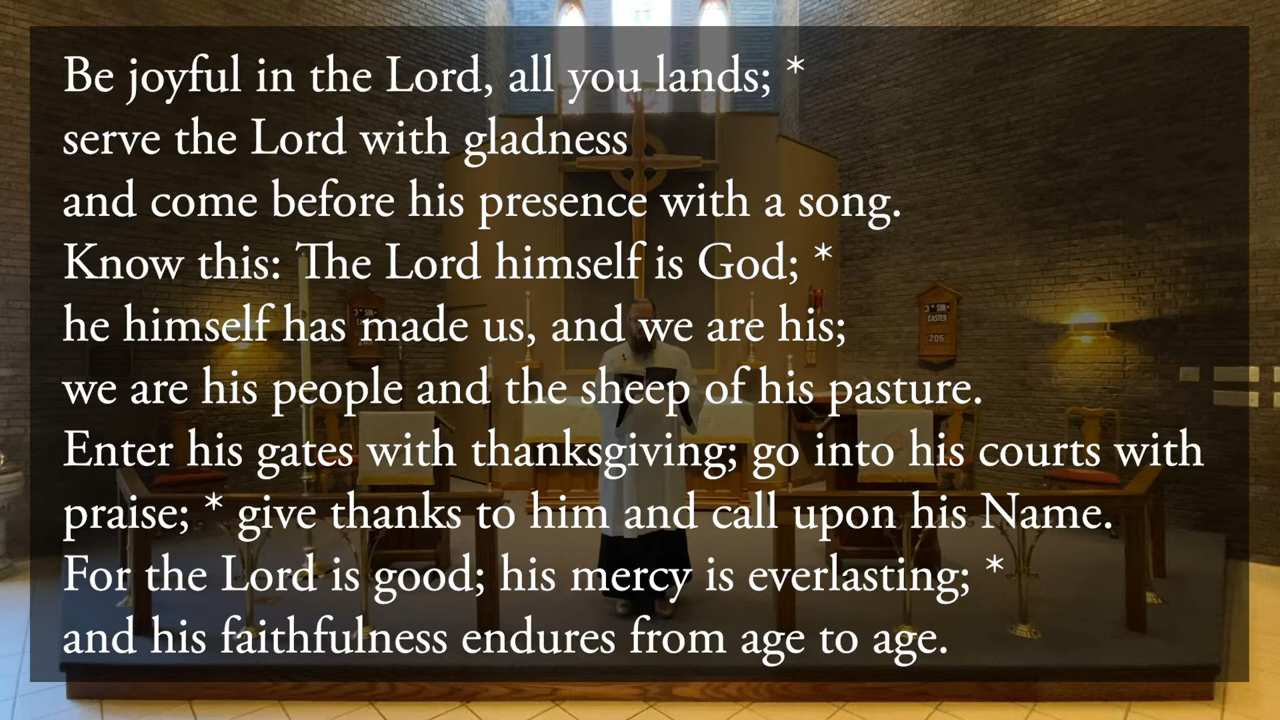 Be joyful in the Lord, all you lands; *
serve the Lord with gladness
and come before his presence with a song.
Know this: The Lord himself is God; *
he himself has made us, and we are his;
we are his people and the sheep of his pasture.
Enter his gates with thanksgiving; go into his courts with
praise; * give thanks to him and call upon his Name.
For the Lord is good; his mercy is everlasting; *
and his faithfulness endures from age to age.
3RD SUN
EASTER
205